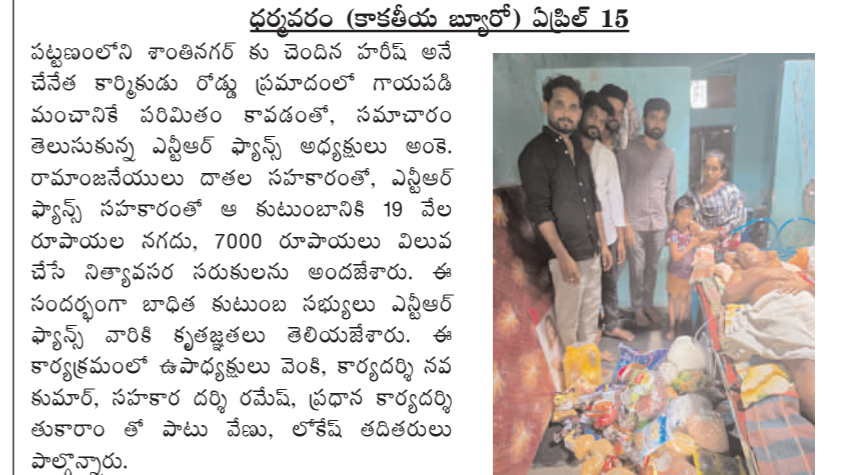 ధర్మవరం (కాకతీయ బ్యూరో) ఏప్రిల్ 15
పట్టణంలోని శాంతినగర్ కు చెందిన హరీష్ అనే
చేనేత కార్మికుడు రోడ్డు ప్రమాదంలో గాయపడి
మంచానికే పరిమితం కావడంతో, సమాచారం
తెలుసుకున్న ఎన్టీఆర్ ఫ్యాన్స్ అధ్యక్షులు అంకె.
రామాంజనేయులు దాతల సహకారంతో, ఎన్టీఆర్
ఫ్యాన్స్ సహకారంతో ఆ కుటుంబానికి 19 వేల
రూపాయల నగదు, 7000 రూపాయలు విలువ
చేసే నిత్యావసర సరుకులను అందజేశారు. ఈ
సందర్భంగా బాధిత కుటుంబ సభ్యులు ఎన్టీఆర్
ఫ్యాన్స్ వారికి కృతజ్ఞతలు తెలియజేశారు. ఈ
కార్యక్రమంలో ఉపాధ్యక్షులు వెంకి, కార్యదర్శి నవ
కుమార్, సహకార దర్శి రమేష్, ప్రధాన కార్యదర్శి
తుకారాం తో పాటు వేణు, లోకేష్ తదితరులు
పాల్గొన్నారు.